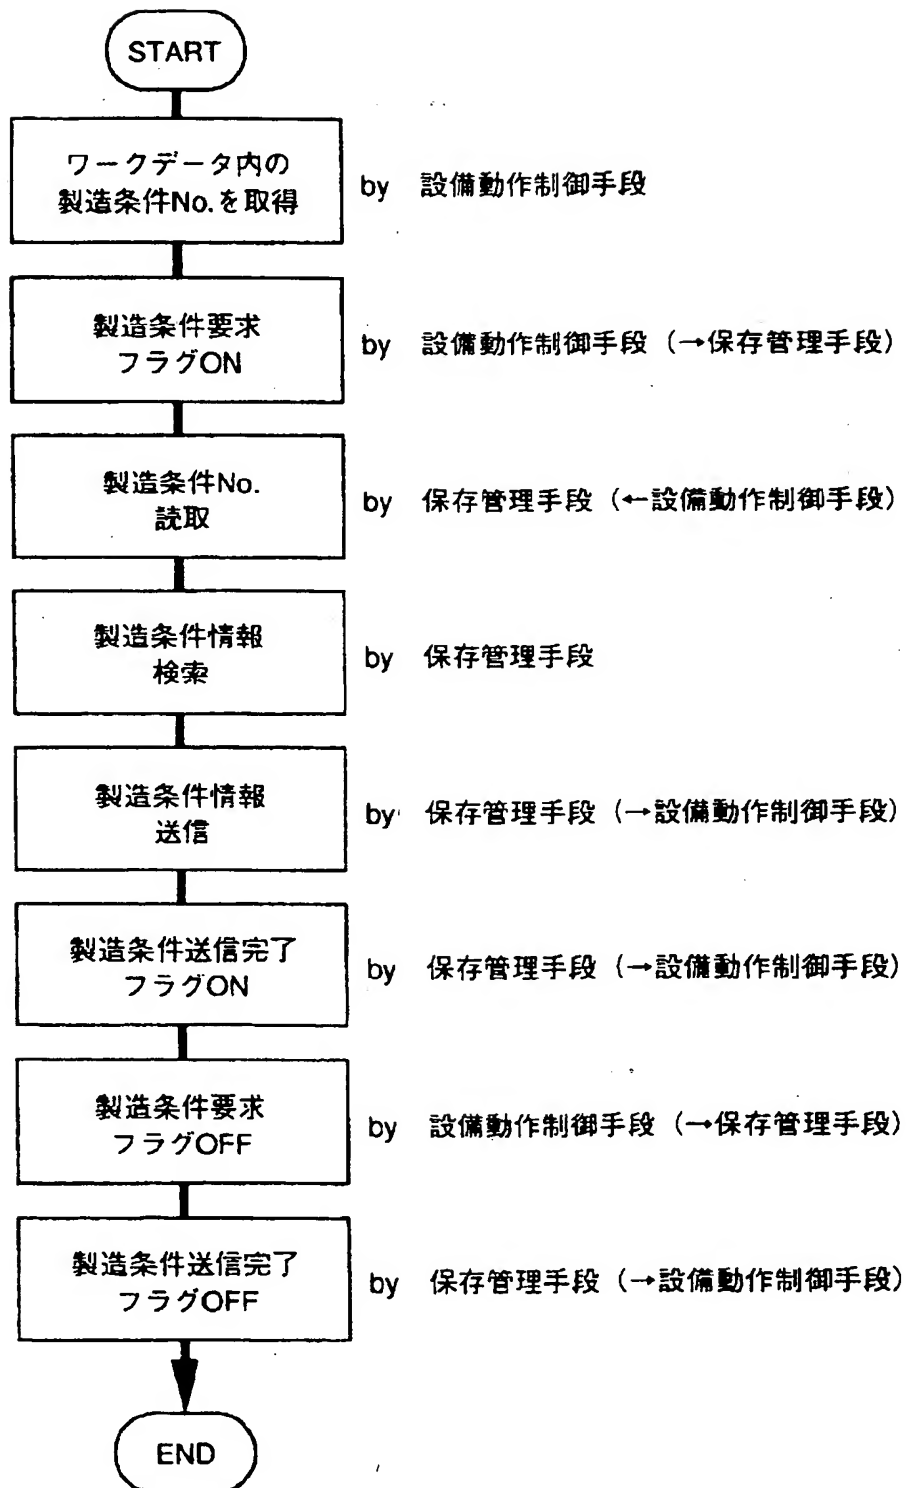 START
ワークデータ内の
製造条件No.を取得
by 設備動作制御手段
製造条件要求
フラグON
by 設備動作制御手段（→保存管理手段）
製造条件No.
読取
by 保存管理手段（←設備動作制御手段）
製造条件情報
検索
by 保存管理手段
製造条件情報
送信
by 保存管理手段（→設備動作制御手段）
製造条件送信完了
フラグON
by 保存管理手段（→設備動作制御手段）
製造条件要求
フラグOFF
by 設備動作制御手段（→保存管理手段）
製造条件送信完了
フラグOFF
by 保存管理手段（→設備動作制御手段）
END